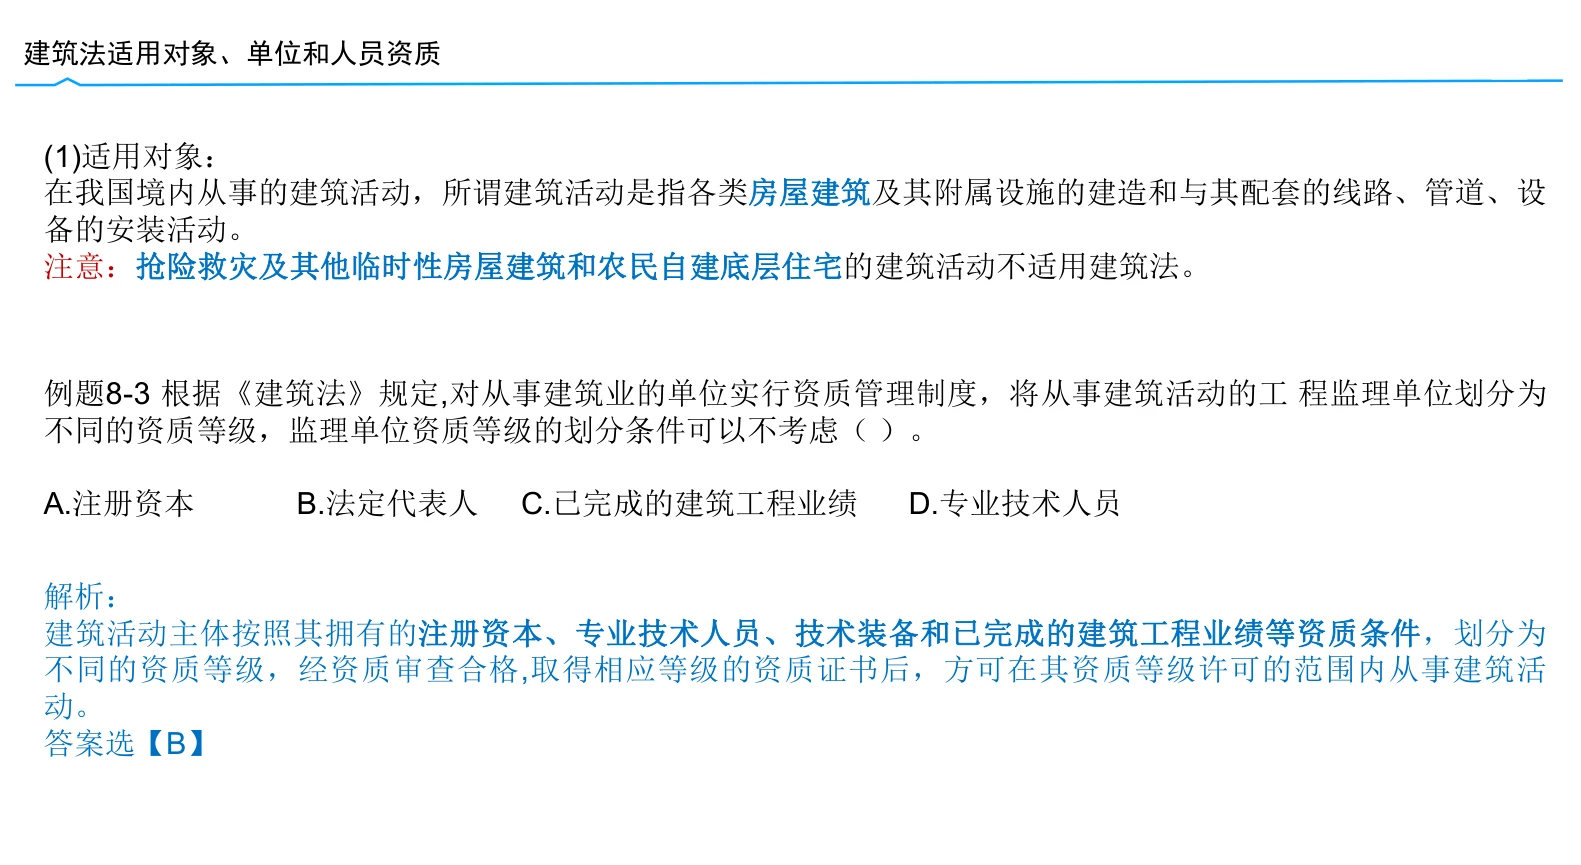 建筑法适用对象、单位和人员资质
(1)适用对象：
在我国境内从事的建筑活动，所谓建筑活动是指各类房屋建筑及其附属设施的建造和与其配套的线路、管道、设
备的安装活动。
注意：抢险救灾及其他临时性房屋建筑和农民自建底层住宅的建筑活动不适用建筑法。
例题8-3 根据《建筑法》规定,对从事建筑业的单位实行资质管理制度，将从事建筑活动的工 程监理单位划分为
不同的资质等级，监理单位资质等级的划分条件可以不考虑（ ）。
A.注册资本 B.法定代表人 C.已完成的建筑工程业绩 D.专业技术人员
解析：
建筑活动主体按照其拥有的注册资本、专业技术人员、技术装备和已完成的建筑工程业绩等资质条件，划分为
不同的资质等级，经资质审查合格,取得相应等级的资质证书后，方可在其资质等级许可的范围内从事建筑活
动。
答案选【B】